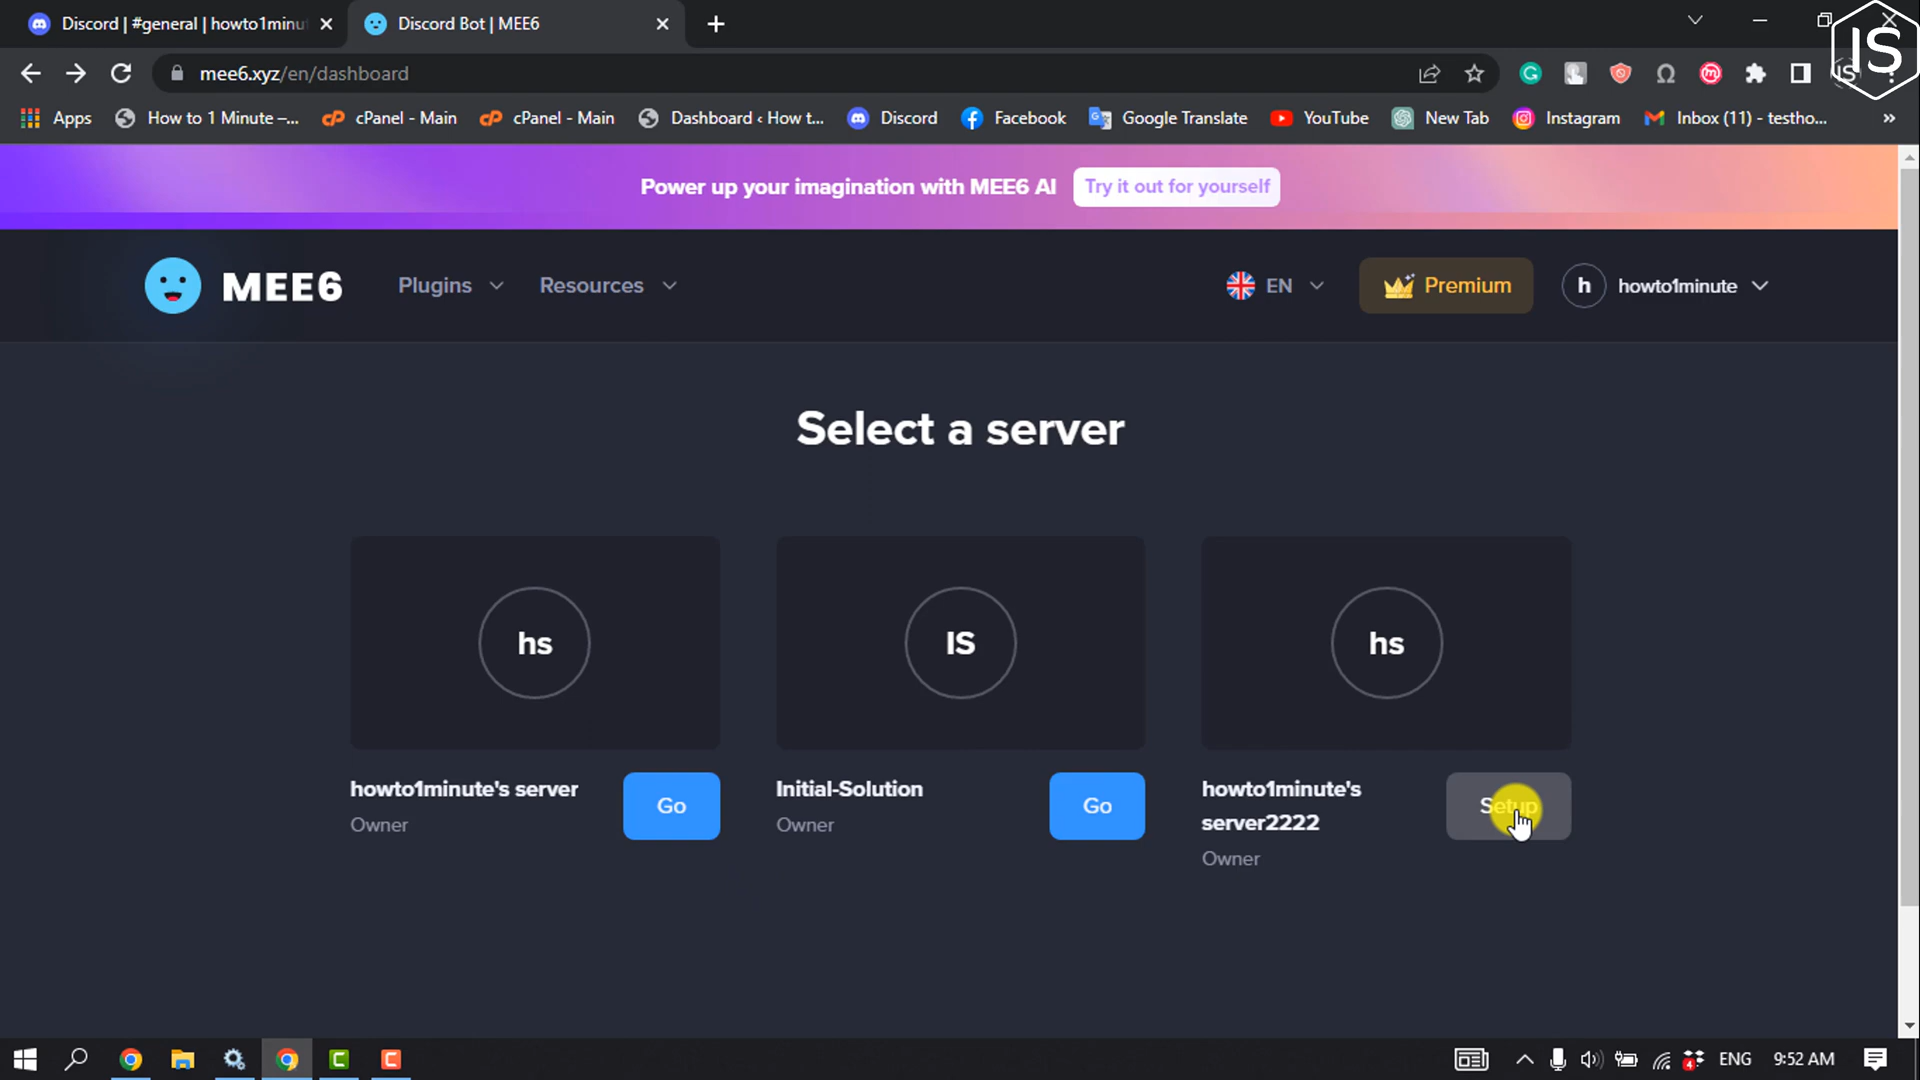 Discord | #general | howto1minu
Discord Bot | MEE6
IS
mee6.xyz/en/dashboard
Apps
How to 1 Minute –...
cPanel - Main
cPanel - Main
Dashboard ‹ How t...
Discord
Facebook
Google Translate
YouTube
New Tab
Instagram
Inbox (11) - testho...
»
Power up your imagination with MEE6 AI
Try it out for yourself
MEE6
Plugins
Resources
EN
Premium
h
howto1minute
Select a server
hs
IS
hs
howto1minute's server
Owner
Go
Initial-Solution
Owner
Go
howto1minute's
server2222
Owner
Setup
4
ENG
9:52 AM